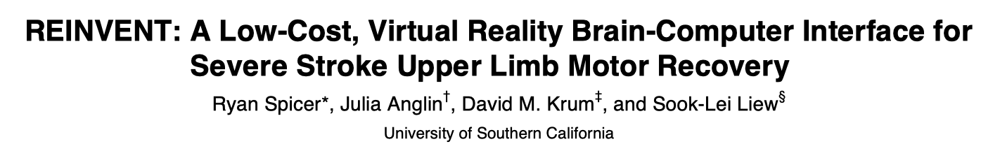 REINVENT: A Low-Cost, Virtual Reality Brain-Computer Interface for
Severe Stroke Upper Limb Motor Recovery
Ryan Spicer*, Julia Anglin†, David M. Krum‡, and Sook-Lei Liew§
University of Southern California